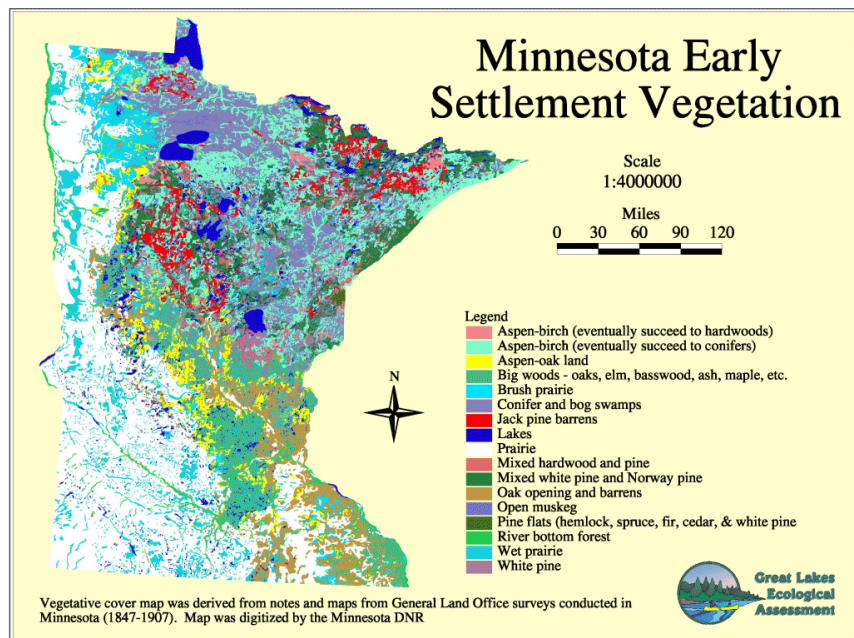 Minnesota Early
Settlement Vegetation
Scale
1:4000000
Miles
0 30 60 90 120
Legend
Aspen-birch (eventually succeed to hardwoods)
Aspen-birch (eventually succeed to conifers)
Aspen-oak land
Big woods - oaks, elm, basswood, ash, maple, etc.
Brush prairie
Conifer and bog swamps
Jack pine barrens
Lakes
Prairie
Mixed hardwood and pine
Mixed white pine and Norway pine
Oak opening and barrens
Open muskeg
Pine flats (hemlock, spruce, fir, cedar, & white pine
River bottom forest
Wet prairie
White pine
N
Great Lakes
Ecological
Assessment
Vegetative cover map was derived from notes and maps from General Land Office surveys conducted in
Minnesota (1847-1907). Map was digitized by the Minnesota DNR